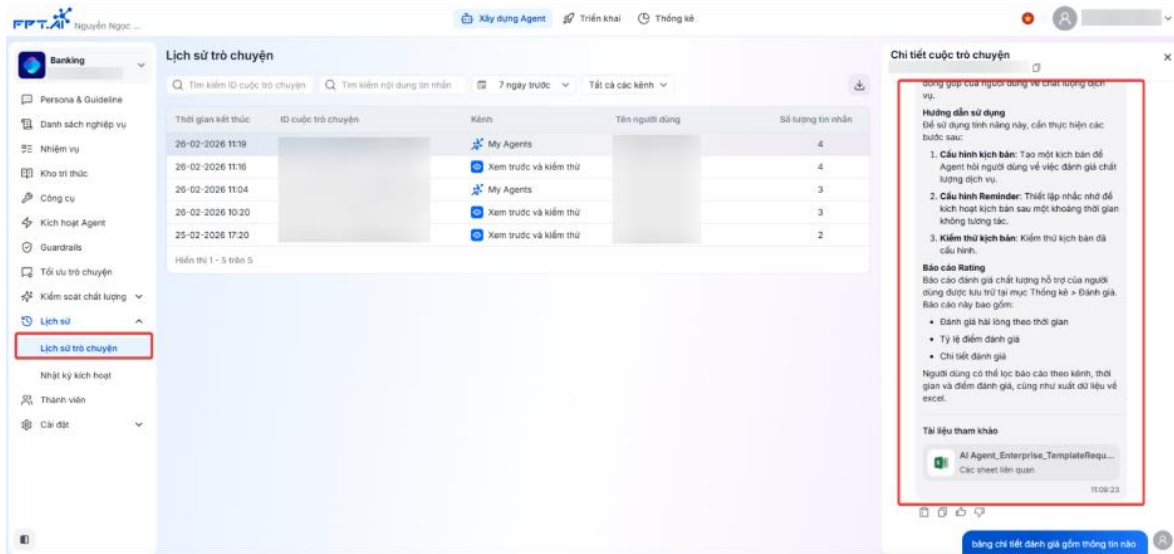 FPT.AI Nguyễn Ngọc ...
Xây dựng Agent
Triển khai
Thống kê
Banking
Persona & Guideline
Danh sách nghiệp vụ
Nhiệm vụ
Kho tri thức
Công cụ
Kích hoạt Agent
Guardrails
Tối ưu trò chuyện
Kiểm soát chất lượng
Lịch sử
Lịch sử trò chuyện
Nhật ký kích hoạt
Thành viên
Cài đặt
Lịch sử trò chuyện
Tìm kiếm ID cuộc trò chuyện
Tìm kiếm nội dung tin nhắn
7 ngày trước
Tất cả các kênh
Thời gian kết thúc ID cuộc trò chuyện Kênh Tên người dùng Số lượng tin nhắn
26-02-2026 11:19 My Agents 4
26-02-2026 11:16 Xem trước và kiểm thử 4
26-02-2026 11:04 My Agents 3
26-02-2026 10:20 Xem trước và kiểm thử 3
25-02-2026 17:20 Xem trước và kiểm thử 2
Hiển thị 1 - 5 trên 5
Chi tiết cuộc trò chuyện
đóng góp của người dùng về chất lượng dịch
vụ.
Hướng dẫn sử dụng
Để sử dụng tính năng này, cần thực hiện các
bước sau:
1. Cấu hình kịch bản: Tạo một kịch bản để
Agent hỏi người dùng về việc đánh giá chất
lượng dịch vụ.
2. Cấu hình Reminder: Thiết lập nhắc nhở để
kích hoạt kịch bản sau một khoảng thời gian
không tương tác.
3. Kiểm thử kịch bản: Kiểm thử kịch bản đã
cấu hình.
Báo cáo Rating
Báo cáo đánh giá chất lượng hỗ trợ của người
dùng được lưu trữ tại mục Thống kê > Đánh giá.
Báo cáo này bao gồm:
• Đánh giá hài lòng theo thời gian
• Tỷ lệ điểm đánh giá
• Chi tiết đánh giá
Người dùng có thể lọc báo cáo theo kênh, thời
gian và điểm đánh giá, cũng như xuất dữ liệu về
excel.
Tài liệu tham khảo
AI Agent_Enterprise_TemplateRequ...
Các sheet liên quan
11:09:23
bảng chi tiết đánh giá gồm thông tin nào